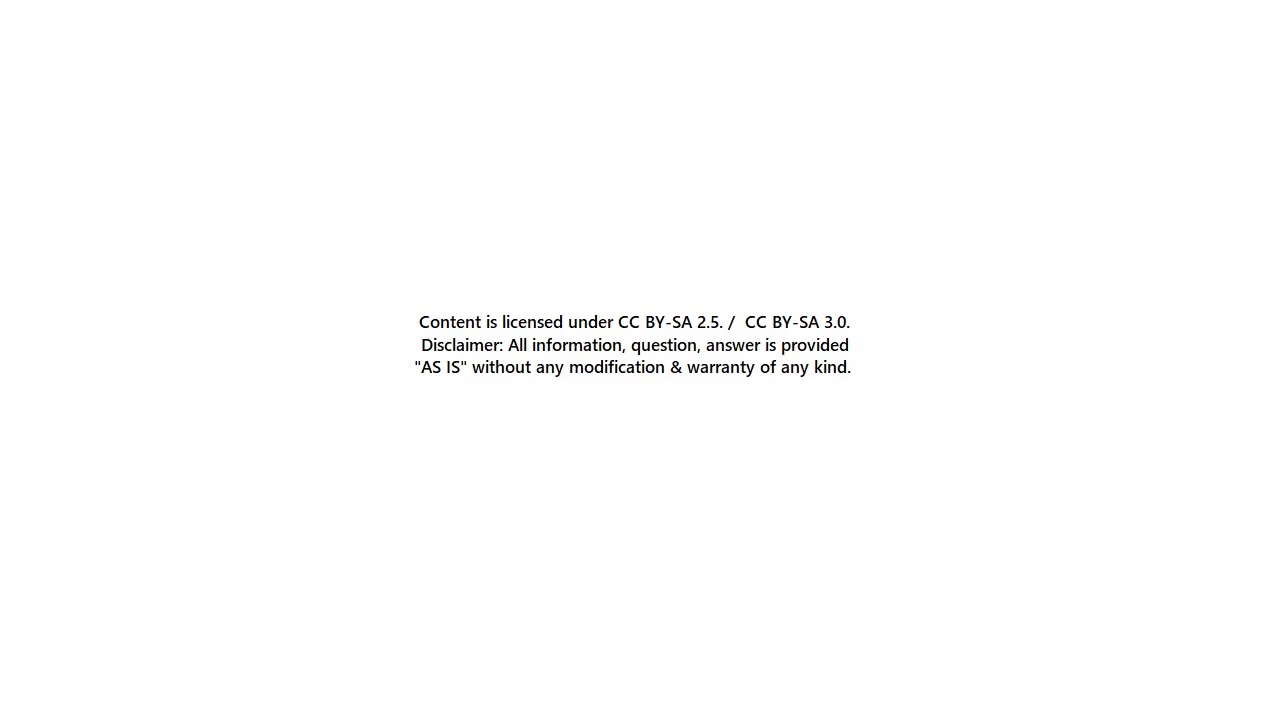 Content is licensed under CC BY-SA 2.5. /  CC BY-SA 3.0.
Disclaimer: All information, question, answer is provided
"AS IS" without any modification & warranty of any kind.